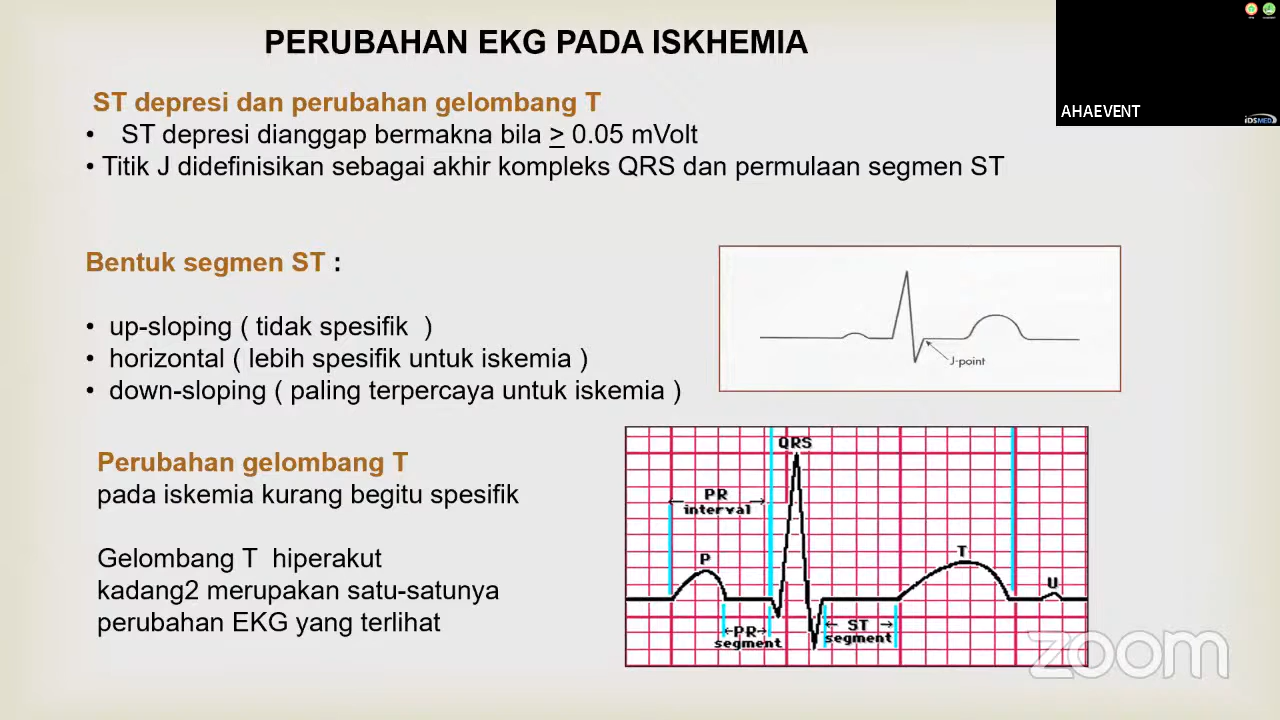 PERUBAHAN EKG PADA ISKHEMIA
AHAEVENT
iDSMED
ST depresi dan perubahan gelombang T
• ST depresi dianggap bermakna bila > 0.05 mVolt
• Titik J didefinisikan sebagai akhir kompleks QRS dan permulaan segmen ST
Bentuk segmen ST :
• up-sloping ( tidak spesifik )
• horizontal ( lebih spesifik untuk iskemia )
• down-sloping ( paling terpercaya untuk iskemia )
J-point
Perubahan gelombang T
pada iskemia kurang begitu spesifik
Gelombang T hiperakut
kadang2 merupakan satu-satunya
perubahan EKG yang terlihat
QRS
PR
interval
P
T
U
PR
segment
ST
segment
zoom